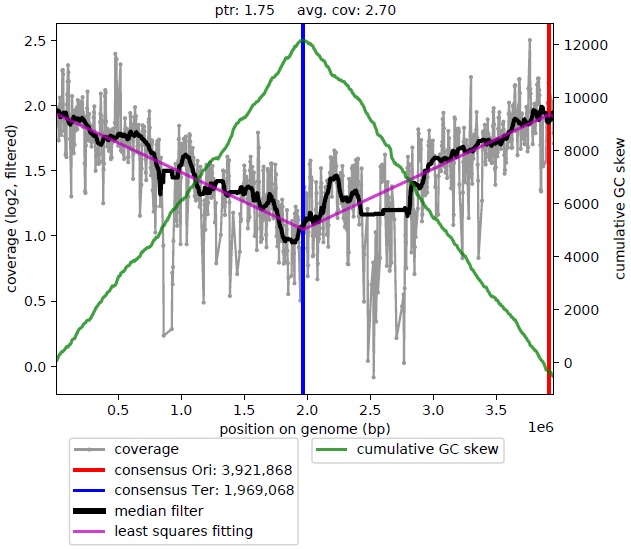 ptr: 1.75 avg. cov: 2.70
coverage (log2, filtered)
2.5
2.0
1.5
1.0
0.5
0.0
12000
10000
8000
6000
4000
2000
0
cumulative GC skew
0.5 1.0 1.5 2.0 2.5 3.0 3.5
1e6
position on genome (bp)
coverage
consensus Ori: 3,921,868
consensus Ter: 1,969,068
median filter
least squares fitting
cumulative GC skew